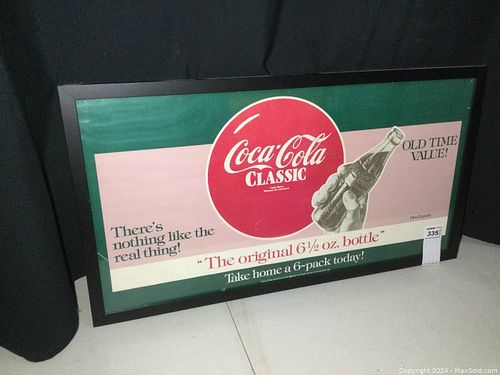 Coca-Cola
CLASSIC
OLD TIME
VALUE!
There's
nothing like the
real thing!
"The original 6½ oz. bottle"
Take home a 6-pack today!
335
Copyright 2024 - MaxSold.com